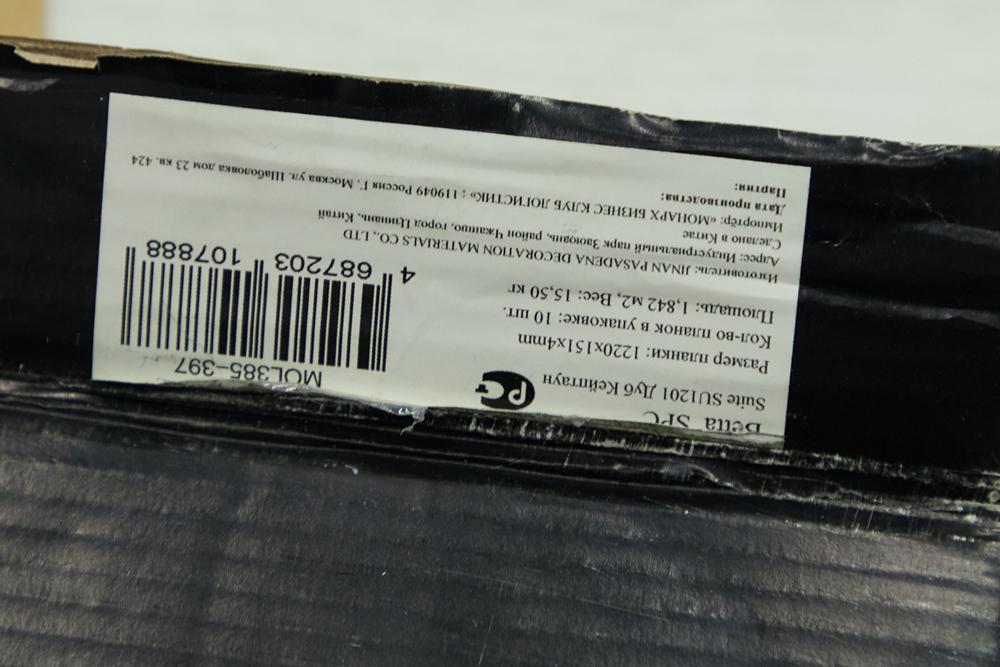 Betta SPC
Suite SU1201 Дуб Кейптаун
Размер планки: 1220x151x4mm
Кол-во планок в упаковке: 10 шт.
Площадь: 1,842 м2, Вес: 15,50 кг
MOL385-397
4 687203 107888
Изготовитель: JINAN PASADENA DECORATION MATERIALS CO., LTD
Адрес: Индустриальный парк Заоюань, район Чжанцю, город Цзинань, Китай
Сделано в Китае
Импортёр: «МОНАРХ БИЗНЕС КЛУБ ЛОГИСТИК» ; 119049 Россия Г. Москва ул. Шаболовка дом 23 кв. 424
Дата производства:
Партия: